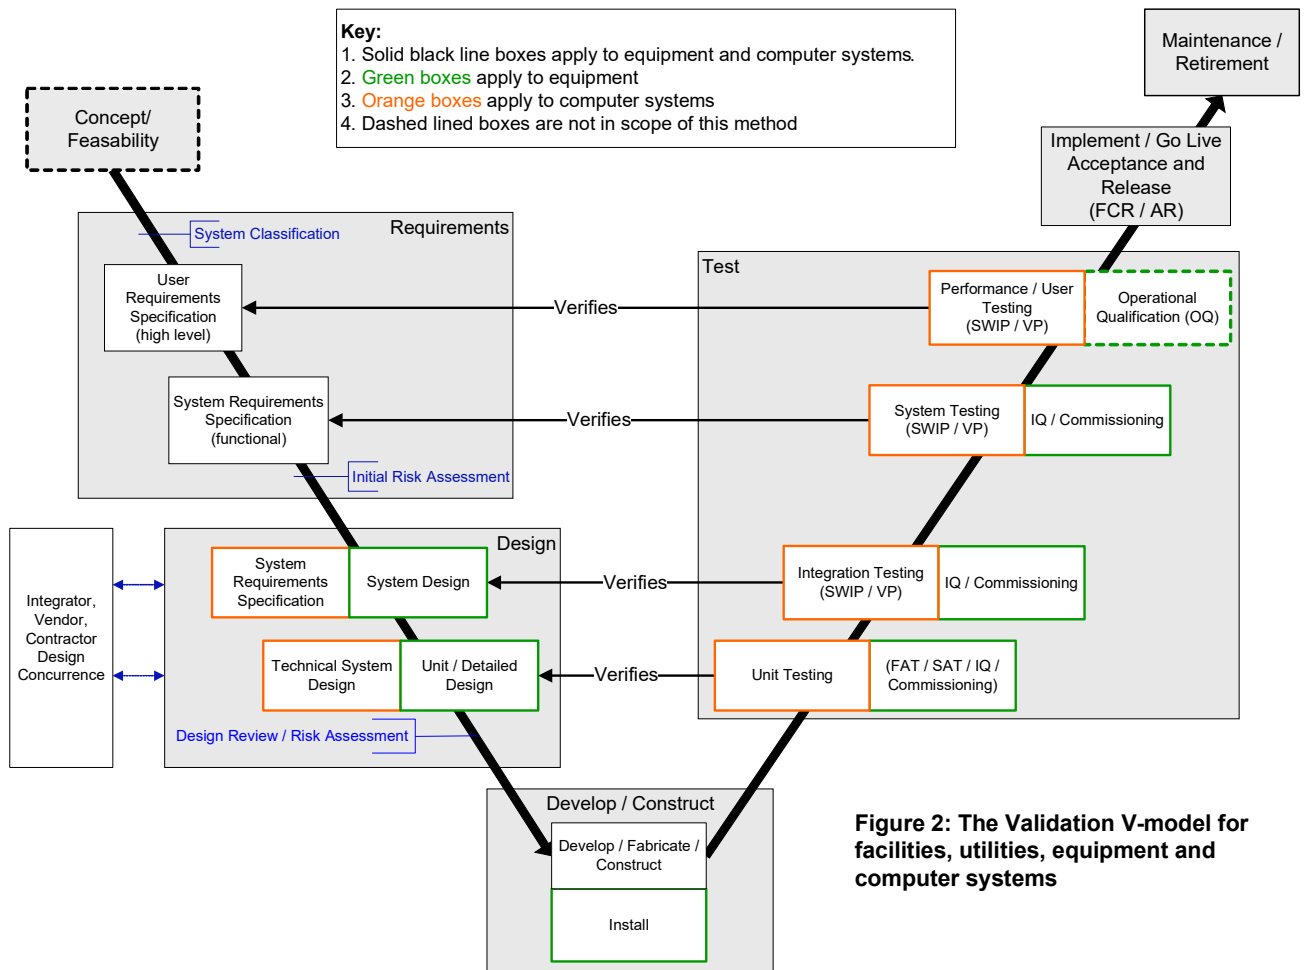 Key:
1. Solid black line boxes apply to equipment and computer systems.
2. Green boxes apply to equipment
3. Orange boxes apply to computer systems
4. Dashed lined boxes are not in scope of this method
Maintenance /
Retirement
Concept/
Feasability
Implement / Go Live
Acceptance and
Release
(FCR / AR)
Requirements
System Classification
User
Requirements
Specification
(high level)
Verifies
Test
Performance / User
Testing
(SWIP / VP)
Operational
Qualification (OQ)
System Requirements
Specification
(functional)
Verifies
System Testing
(SWIP / VP)
IQ / Commissioning
Initial Risk Assessment
Integrator,
Vendor,
Contractor
Design
Concurrence
Design
System
Requirements
Specification
System Design
Verifies
Integration Testing
(SWIP / VP)
IQ / Commissioning
Technical System
Design
Unit / Detailed
Design
Verifies
Unit Testing
(FAT / SAT / IQ /
Commissioning)
Design Review / Risk Assessment
Develop / Construct
Develop / Fabricate /
Construct
Install
Figure 2: The Validation V-model for
facilities, utilities, equipment and
computer systems